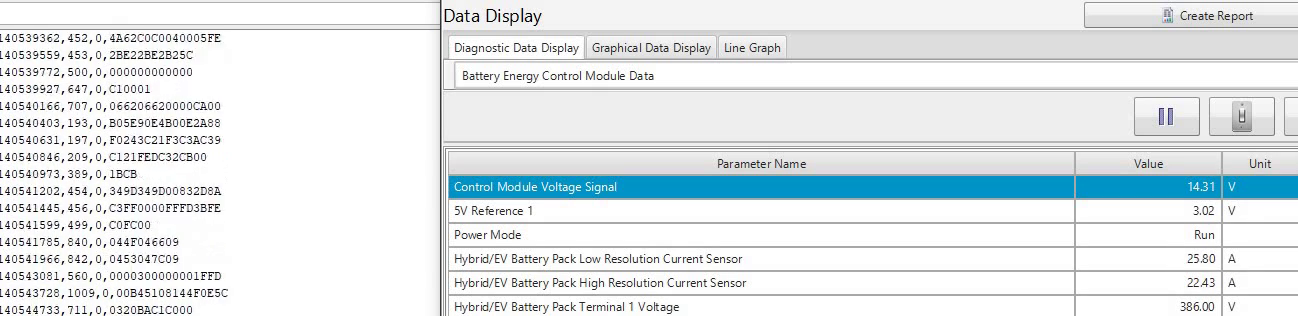 140539362,452,0,4A62C0C0040005FE
140539559,453,0,2BE22BE2B25C
140539772,500,0,000000000000
140539927,647,0,C10001
140540166,707,0,066206620000CA00
140540403,193,0,B05E90E4B00E2A88
140540631,197,0,F0243C21F3C3AC39
140540846,209,0,C121FEDC32CB00
140540973,389,0,1BCB
140541202,454,0,349D349D00832D8A
140541445,456,0,C3FF0000FFFD3BFE
140541599,499,0,C0FC00
140541785,840,0,044F046609
140541966,842,0,0453047C09
140543081,560,0,0000300000001FFD
140543728,1009,0,00B45108144F0E5C
140544733,711,0,0320BAC1C000
Data Display
Create Report
Diagnostic Data Display Graphical Data Display Line Graph
Battery Energy Control Module Data
Parameter Name Value Unit
Control Module Voltage Signal 14.31 V
5V Reference 1 3.02 V
Power Mode Run
Hybrid/EV Battery Pack Low Resolution Current Sensor 25.80 A
Hybrid/EV Battery Pack High Resolution Current Sensor 22.43 A
Hybrid/EV Battery Pack Terminal 1 Voltage 386.00 V